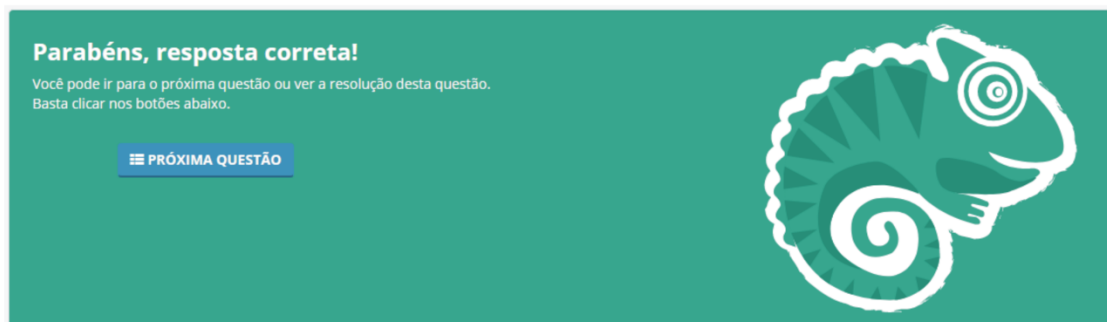 Parabéns, resposta correta!
Você pode ir para o próxima questão ou ver a resolução desta questão.
Basta clicar nos botões abaixo.
PRÓXIMA QUESTÃO